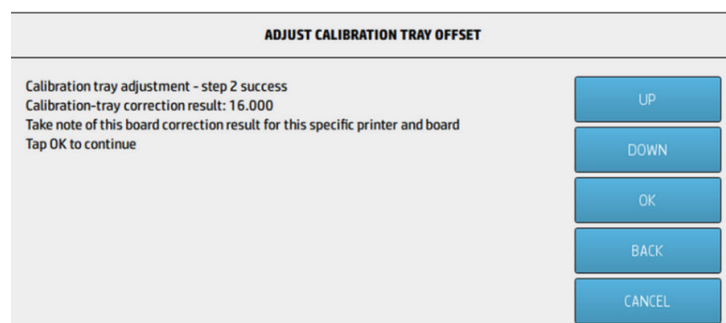 ADJUST CALIBRATION TRAY OFFSET
Calibration tray adjustment - step 2 success
Calibration-tray correction result: 16.000
Take note of this board correction result for this specific printer and board
Tap OK to continue
UP
DOWN
OK
BACK
CANCEL